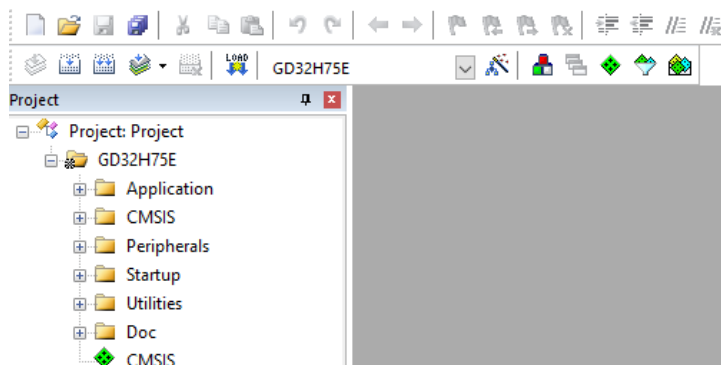 LOAD
GD32H75E
Project
Project: Project
GD32H75E
Application
CMSIS
Peripherals
Startup
Utilities
Doc
CMSIS